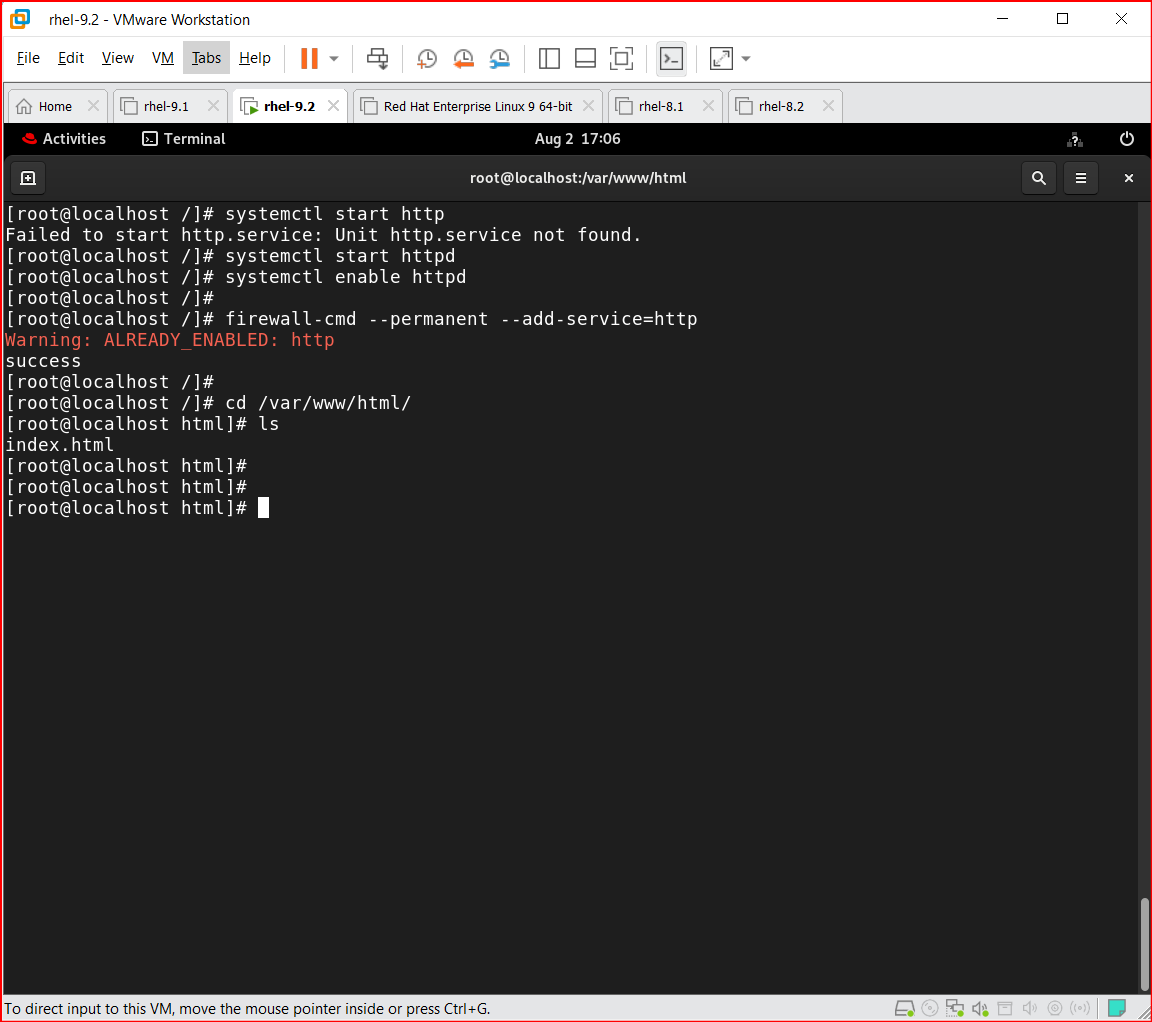 rhel-9.2 - VMware Workstation
File Edit View VM Tabs Help
Home rhel-9.1 rhel-9.2 Red Hat Enterprise Linux 9 64-bit rhel-8.1 rhel-8.2
Activities Terminal Aug 2 17:06
root@localhost:/var/www/html
[root@localhost /]# systemctl start http
Failed to start http.service: Unit http.service not found.
[root@localhost /]# systemctl start httpd
[root@localhost /]# systemctl enable httpd
[root@localhost /]#
[root@localhost /]# firewall-cmd --permanent --add-service=http
Warning: ALREADY_ENABLED: http
success
[root@localhost /]#
[root@localhost /]# cd /var/www/html/
[root@localhost html]# ls
index.html
[root@localhost html]#
[root@localhost html]#
[root@localhost html]#
To direct input to this VM, move the mouse pointer inside or press Ctrl+G.